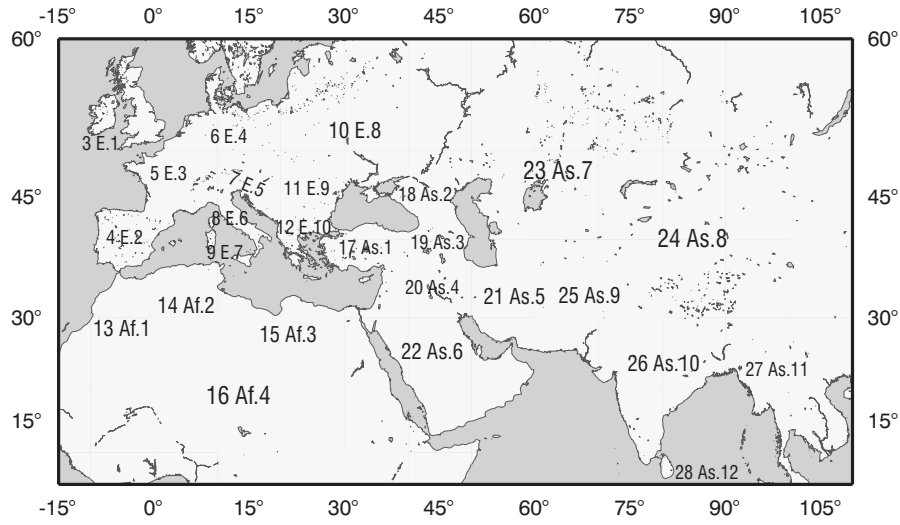 -15° 0° 15° 30° 45° 60° 75° 90° 105°
60° 60°
3 E.1 6 E.4 10 E.8
5 E.3 7 E.5 11 E.9 18 As.2 23 As.7
45° 45°
4 E.2 8 E.6 12 E.10 24 As.8
9 E.7 17 As.1 19 As.3
20 As.4 21 As.5 25 As.9
14 Af.2
30° 30°
13 Af.1 15 Af.3
22 As.6 26 As.10 27 As.11
16 Af.4
15° 15°
28 As.12
-15° 0° 15° 30° 45° 60° 75° 90° 105°